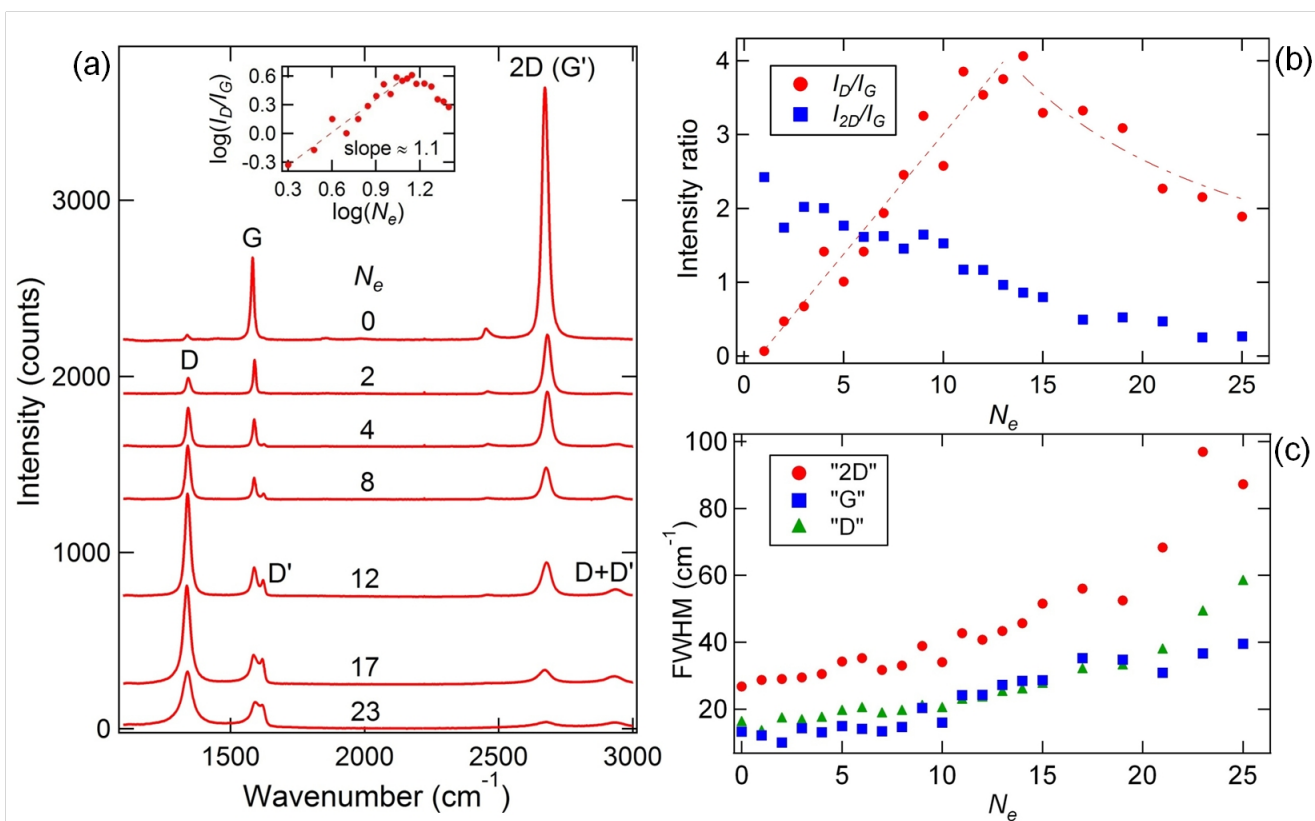 (a)
log(I_D/I_G)
0.6
0.3
0.0
-0.3
slope ≈ 1.1
0.3 0.6 0.9 1.2
log(N_e)
2D (G')
G
D
D'
D+D'
N_e
0
2
4
8
12
17
23
Intensity (counts)
3000
2000
1000
0
1500 2000 2500 3000
Wavenumber (cm⁻¹)
(b)
I_D/I_G
I_2D/I_G
Intensity ratio
4
3
2
1
0
0 5 10 15 20 25
N_e
(c)
"2D"
"G"
"D"
FWHM (cm⁻¹)
100
80
60
40
20
0 5 10 15 20 25
N_e